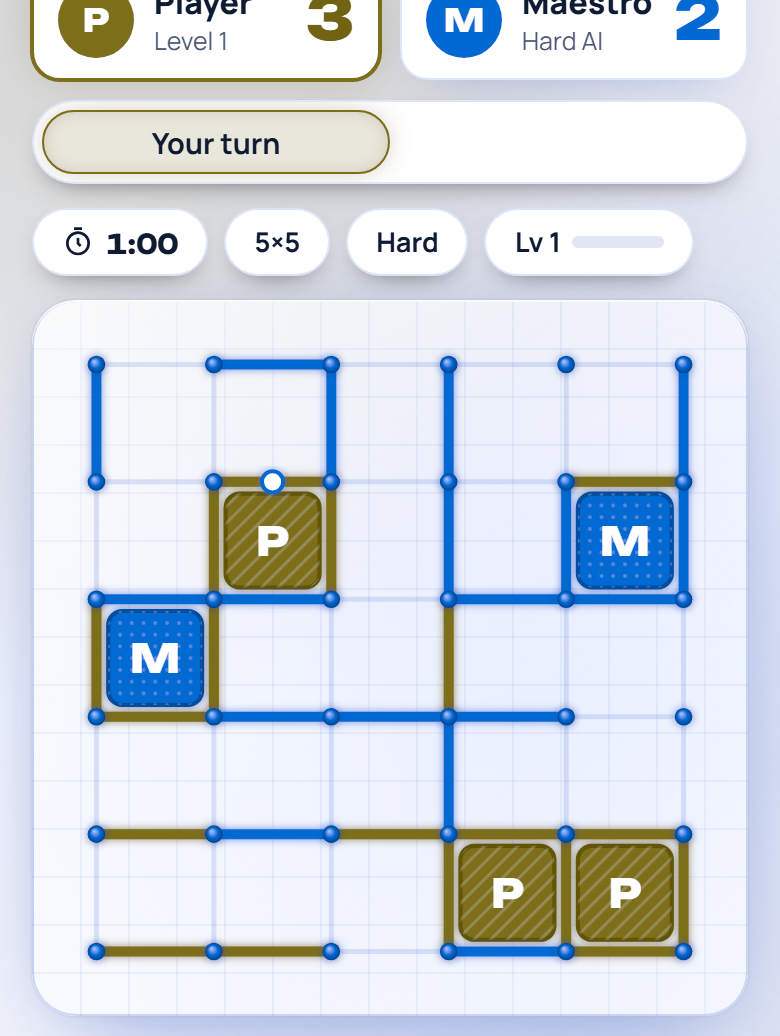 P Player 3
Level 1
M Maestro 2
Hard AI
Your turn
1:00 5×5 Hard Lv 1
P M
M
P P